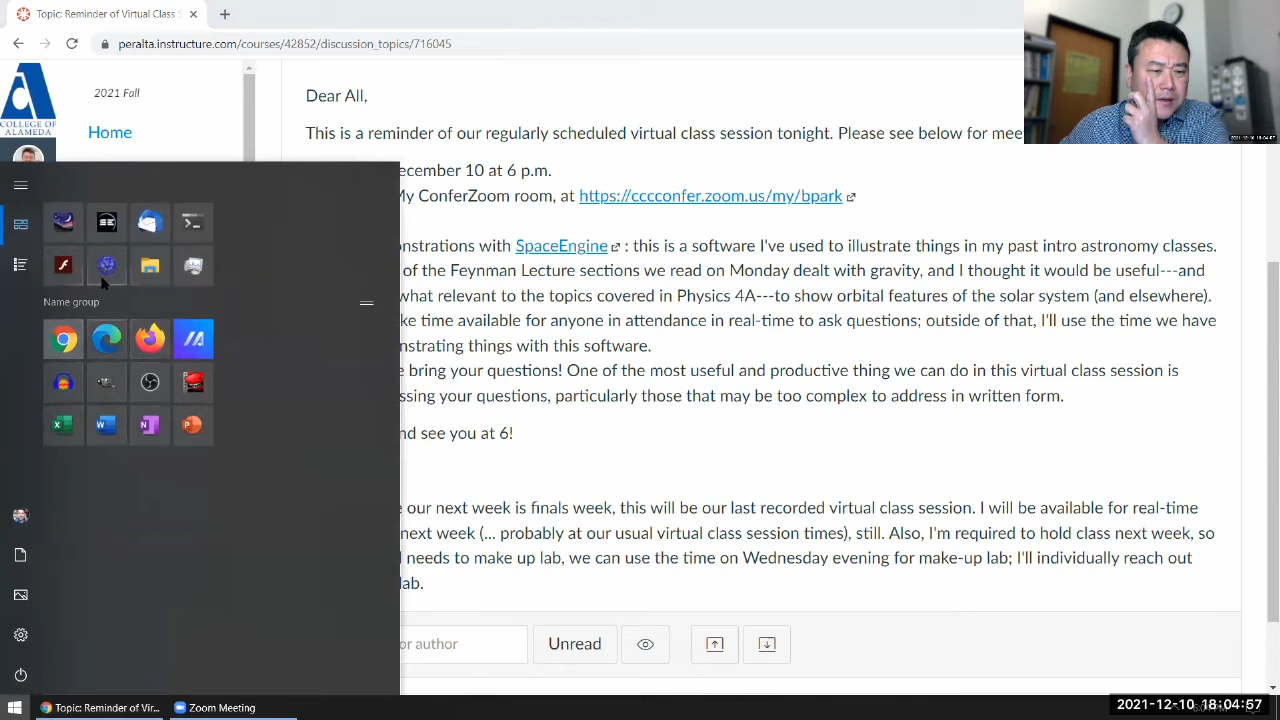 Topic: Reminder of Virtual Class S
peralta.instructure.com/courses/42852/discussion_topics/716045
COLLEGE OF
ALAMEDA
2021 Fall
Home
Dear All,
This is a reminder of our regularly scheduled virtual class session tonight. Please see below for mee
ecember 10 at 6 p.m.
My ConferZoom room, at https://cccconfer.zoom.us/my/bpark
onstrations with SpaceEngine : this is a software I've used to illustrate things in my past intro astronomy classes.
of the Feynman Lecture sections we read on Monday dealt with gravity, and I thought it would be useful---and
what relevant to the topics covered in Physics 4A---to show orbital features of the solar system (and elsewhere).
ke time available for anyone in attendance in real-time to ask questions; outside of that, I'll use the time we have
nstrating things with this software.
e bring your questions! One of the most useful and productive thing we can do in this virtual class session is
ssing your questions, particularly those that may be too complex to address in written form.
nd see you at 6!
e our next week is finals week, this will be our last recorded virtual class session. I will be available for real-time
next week (... probably at our usual virtual class session times), still. Also, I'm required to hold class next week, so
needs to make up lab, we can use the time on Wednesday evening for make-up lab; I'll individually reach out
lab.
or author
Unread
Name group
Topic: Reminder of Vir...
Zoom Meeting
2021-12-10 18:04:57
2021-12-10 18:04:57